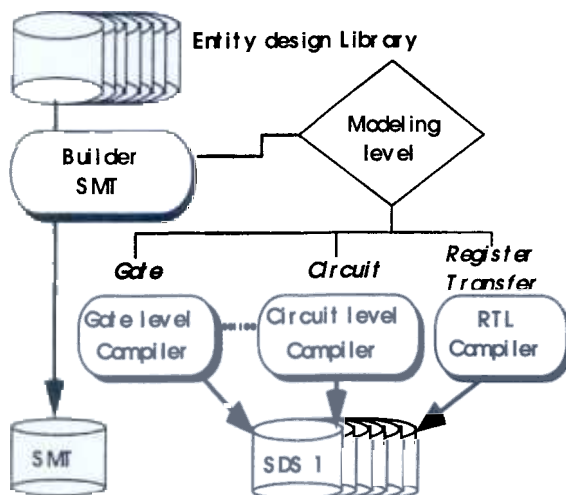 Entity design Library
Modeling
level
Builder
SMT
Gate
Circuit
Register
Transfer
Gate level
Compiler
Circuit level
Compiler
RTL
Compiler
SMT
SDS 1